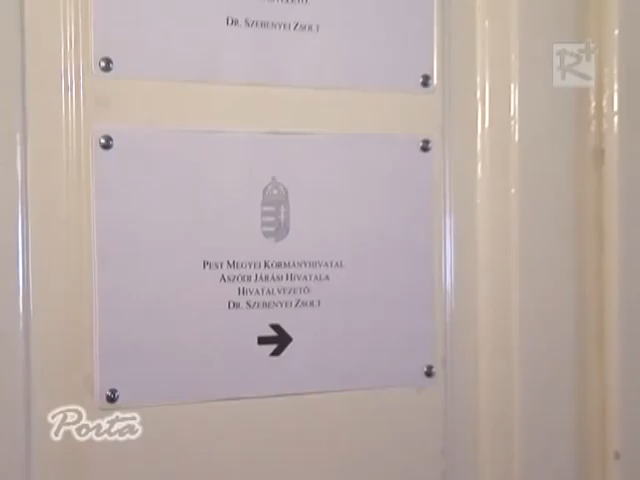 Dr. Szebenyei Zsolt
R+
Pest Megyei Kormányhivatal
Aszódi Járási Hivatala
Hivatalvezető:
Dr. Szebenyei Zsolt
Porta